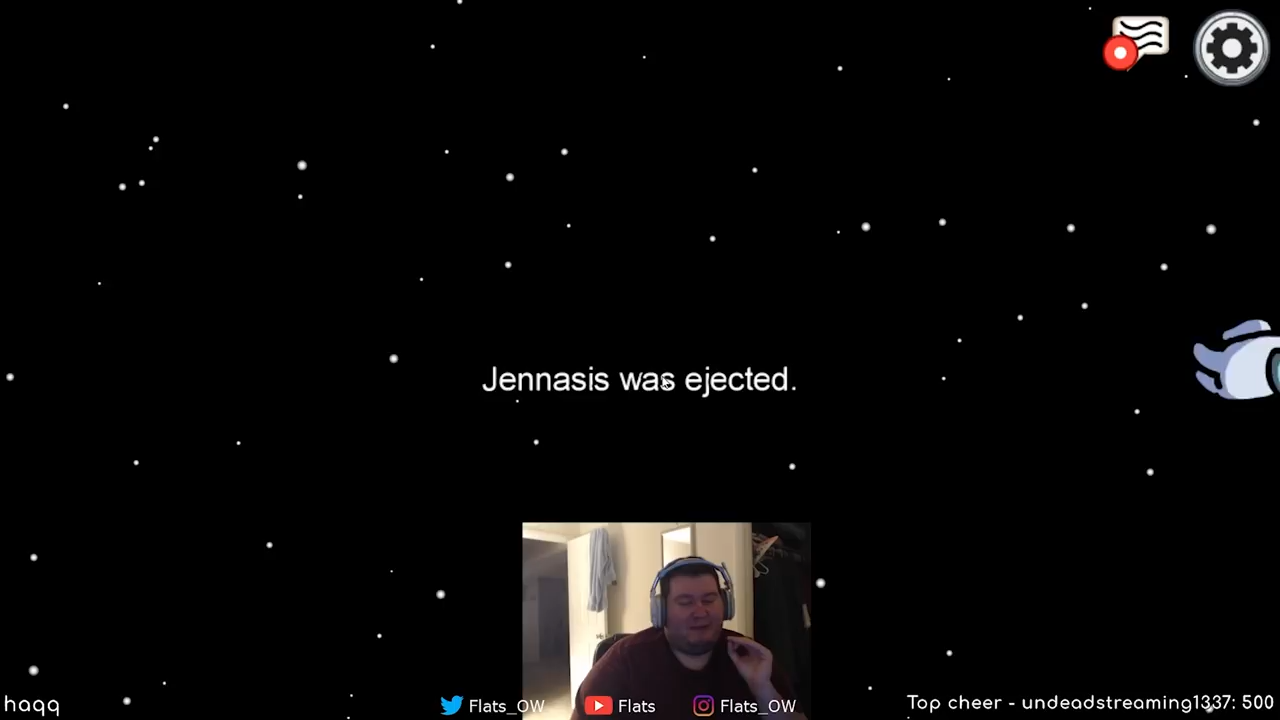 Jennasis was ejected.
haqq
Flats_OW
Flats
Flats_OW
Top cheer - undeadstreaming1337: 500